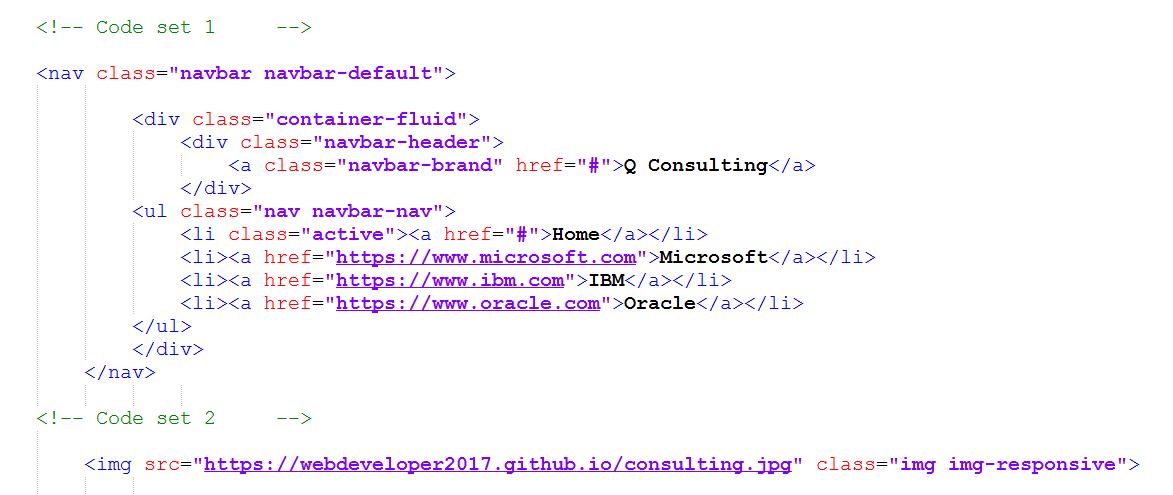 <!-- Code set 1     -->
<nav class="navbar navbar-default">
<div class="container-fluid">
<div class="navbar-header">
<a class="navbar-brand" href="#">Q Consulting</a>
</div>
<ul class="nav navbar-nav">
<li class="active"><a href="#">Home</a></li>
<li><a href="https://www.microsoft.com">Microsoft</a></li>
<li><a href="https://www.ibm.com">IBM</a></li>
<li><a href="https://www.oracle.com">Oracle</a></li>
</ul>
</div>
</nav>
<!-- Code set 2     -->
<img src="https://webdeveloper2017.github.io/consulting.jpg" class="img img-responsive">